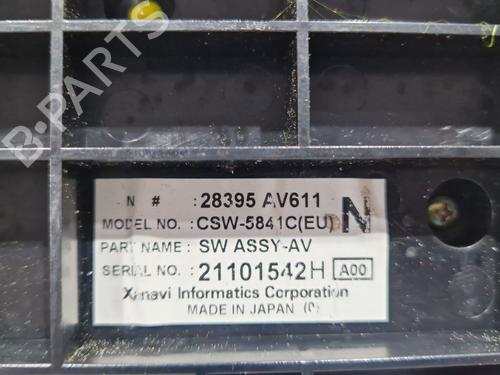 B-PARTS
N # : 28395 AV611
MODEL NO. : CSW-5841C(EU) N
PART NAME : SW ASSY-AV
SERIAL NO. : 21101542H A00
Xanavi Informatics Corporation
MADE IN JAPAN